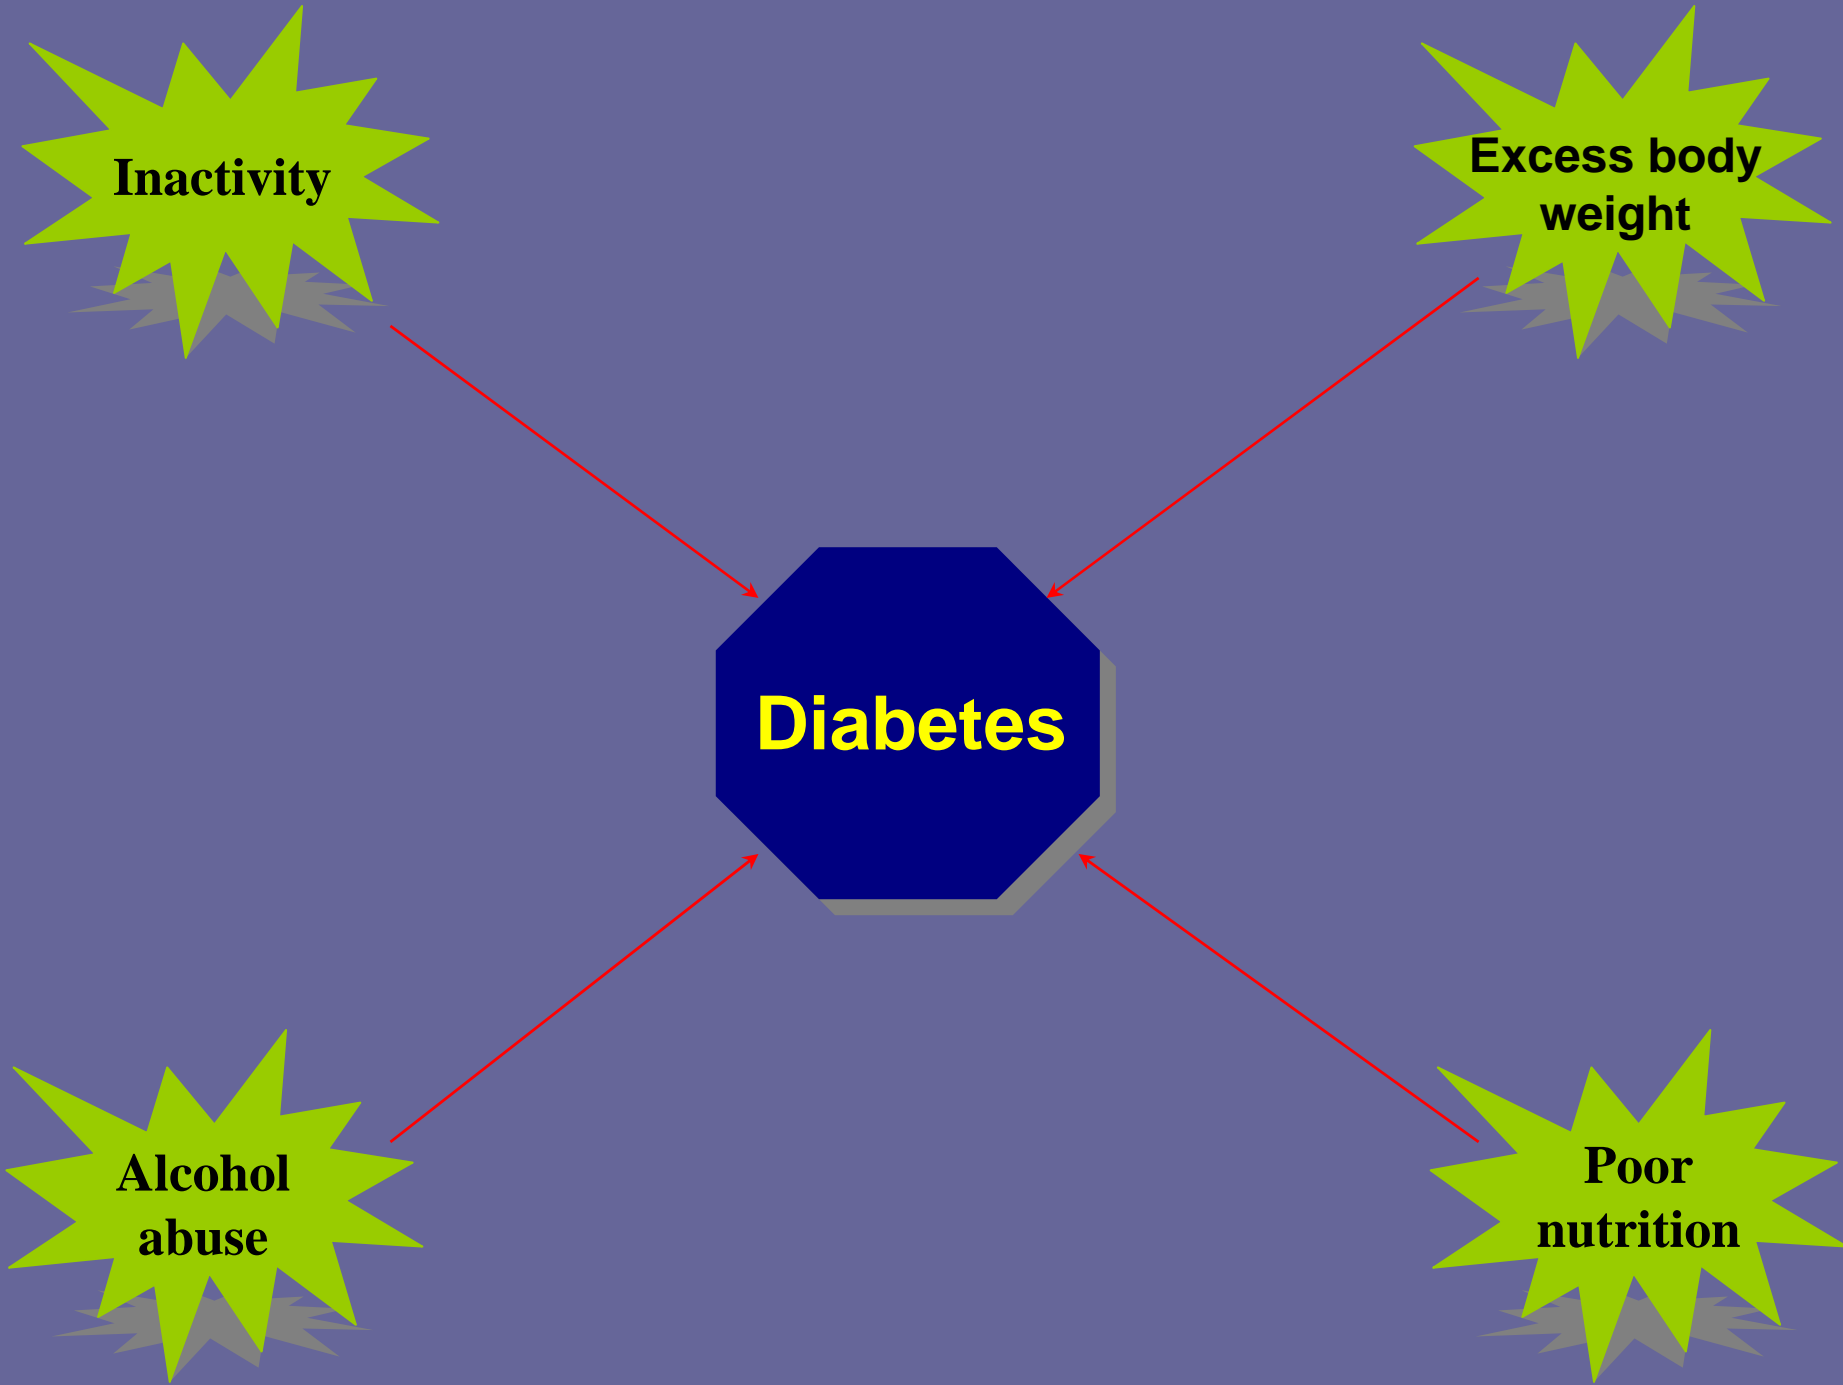 Inactivity
Excess body
weight
Diabetes
Alcohol
abuse
Poor
nutrition